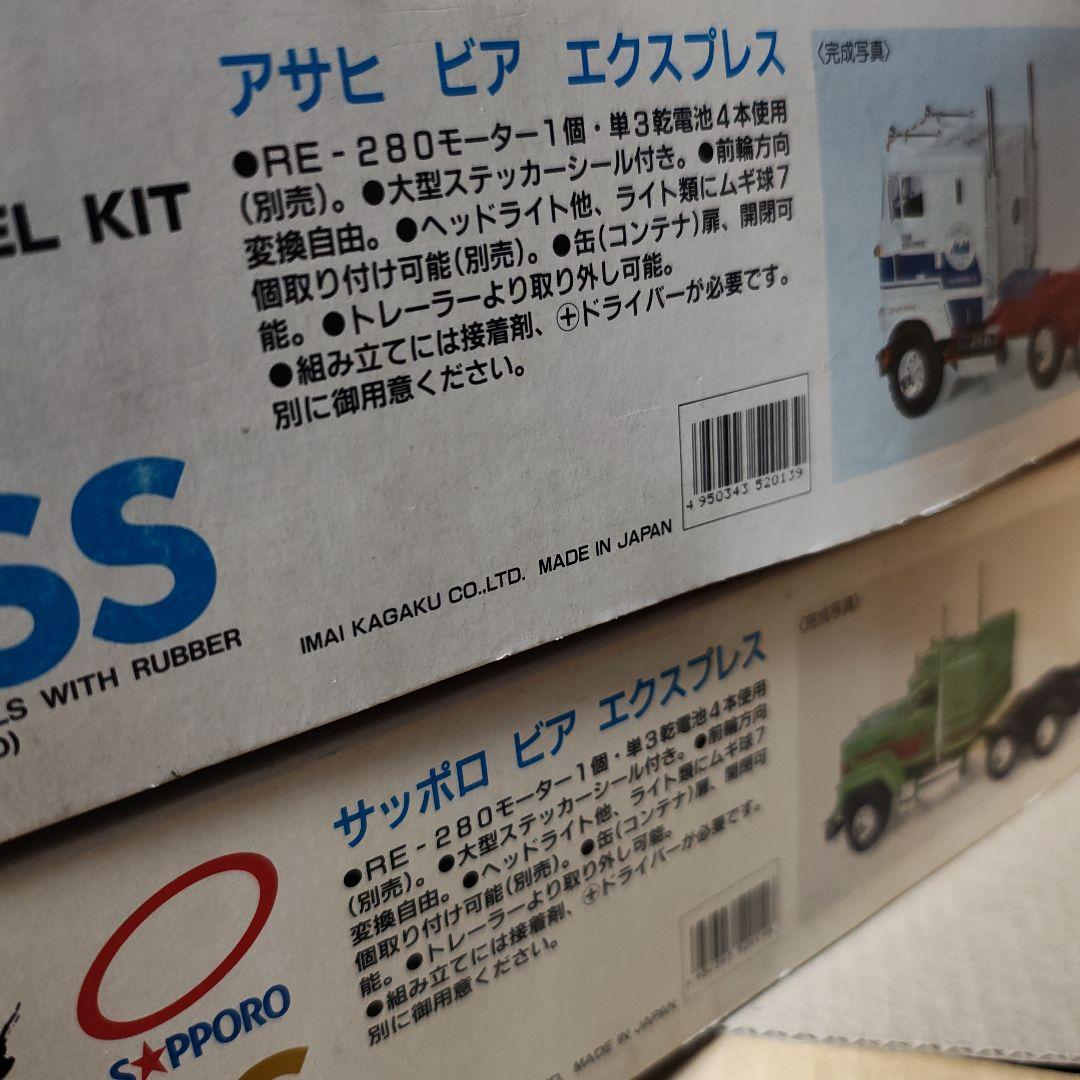 アサヒ ビア エクスプレス
〈完成写真〉
●RE-280モーター1個・単3乾電池4本使用
(別売)。●大型ステッカーシール付き。●前輪方向
変換自由。●ヘッドライト他、ライト類にムギ球7
個取り付け可能(別売)。●缶(コンテナ)扉、開閉可
能。●トレーラーより取り外し可能。
●組み立てには接着剤、⊕ドライバーが必要です。
別に御用意ください。
EL KIT
SS
LS WITH RUBBER
D)
4 950343 520139
IMAI KAGAKU CO.,LTD. MADE IN JAPAN
サッポロ ビア エクスプレス
〈完成写真〉
●RE-280モーター1個・単3乾電池4本使用
(別売)。●大型ステッカーシール付き。●前輪方向
変換自由。●ヘッドライト他、ライト類にムギ球7
個取り付け可能(別売)。●缶(コンテナ)扉、開閉可
能。●トレーラーより取り外し可能。
●組み立てには接着剤、⊕ドライバーが必要です。
別に御用意ください。
SAPPORO
MADE IN JAPAN